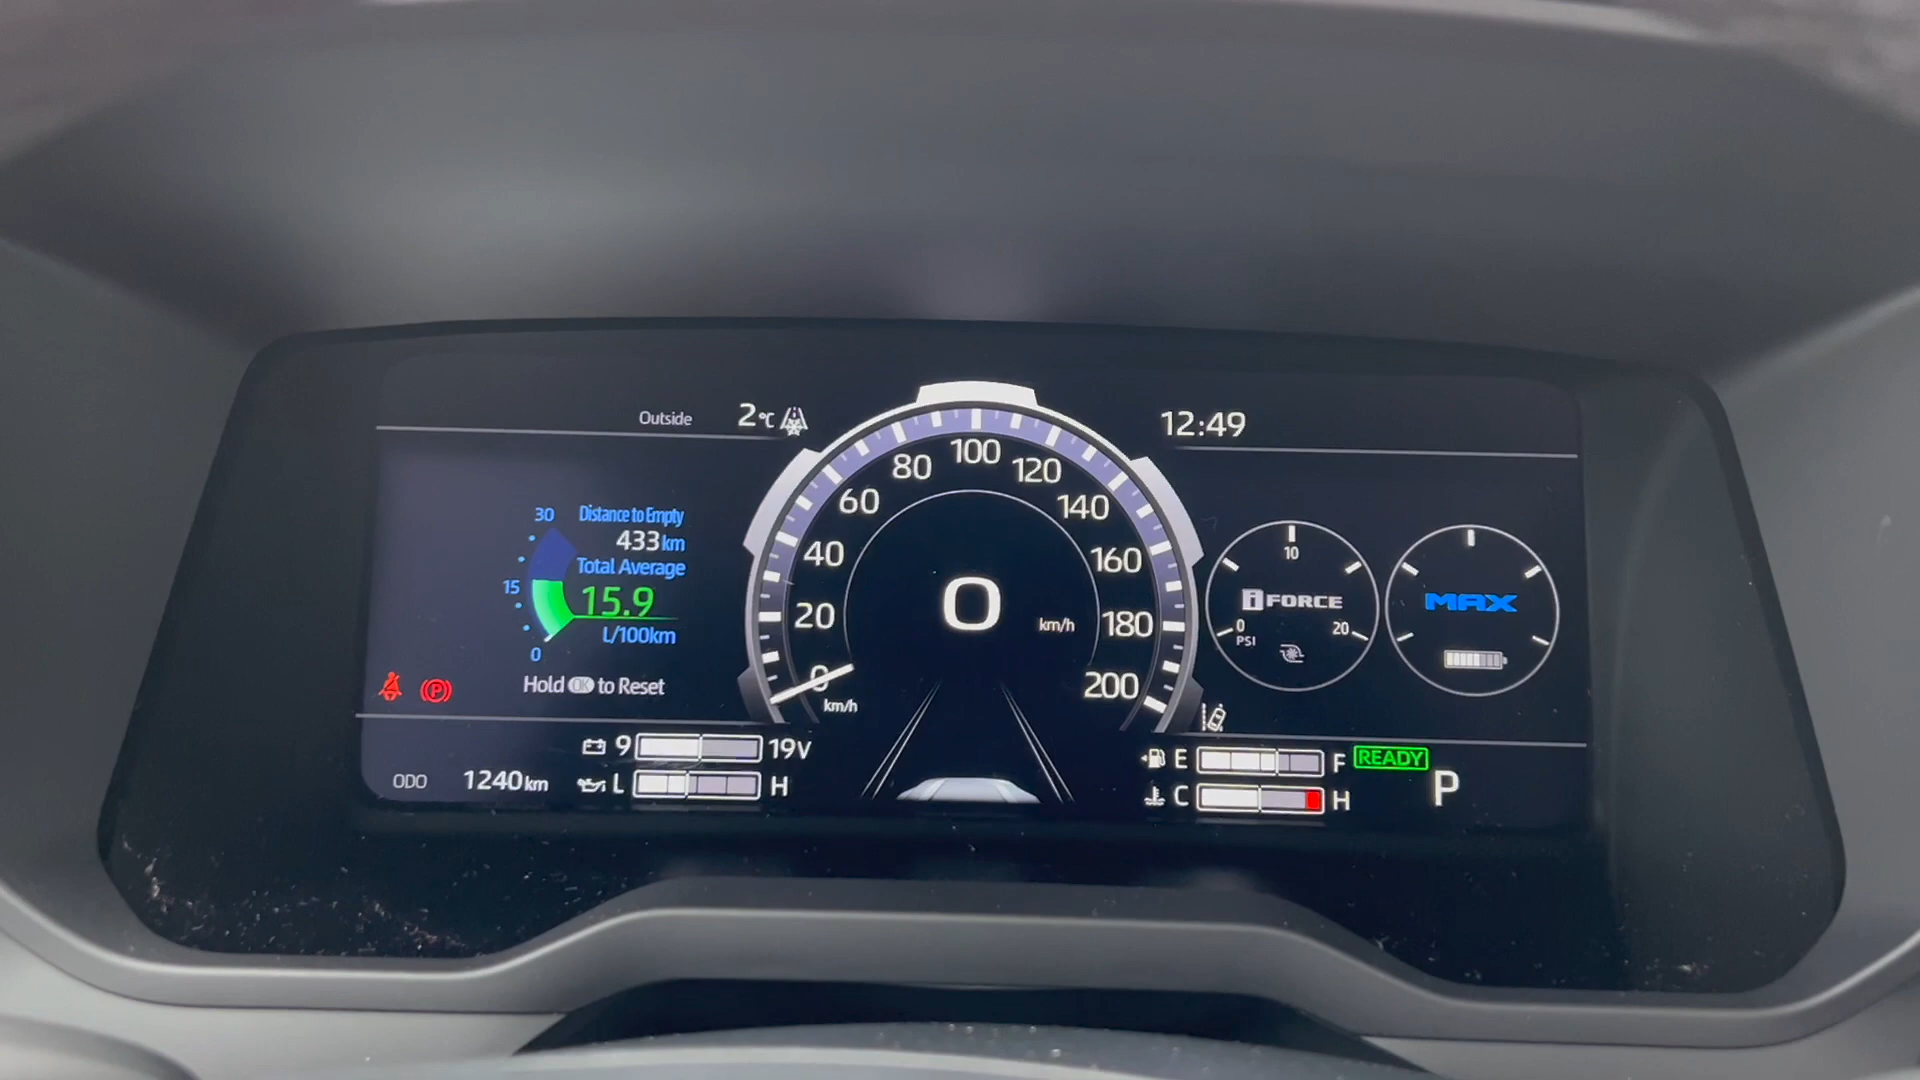 Outside 2°C
12:49
30 Distance to Empty
433km
Total Average
15 15.9
L/100km
0
Hold OK to Reset
(P)
0 20 40 60 80 100 120 140 160 180 200
km/h
0 km/h
10
iFORCE
0 20
PSI
MAX
9 19V
L H
ODO 1240km
E F READY
C H
P